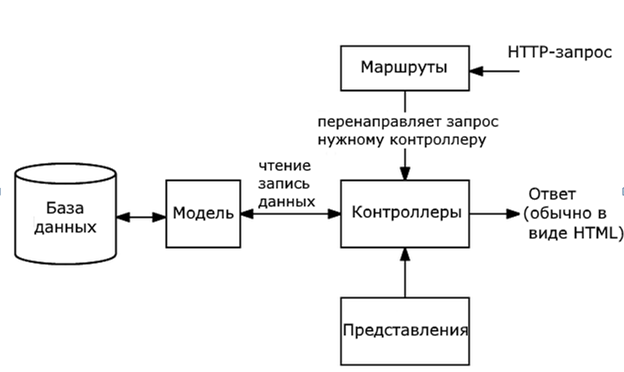 HTTP-запрос
Маршруты
перенаправляет запрос
нужному контроллеру
чтение
запись
данных
База
данных
Модель
Контроллеры
Ответ
(обычно в
виде HTML)
Представления